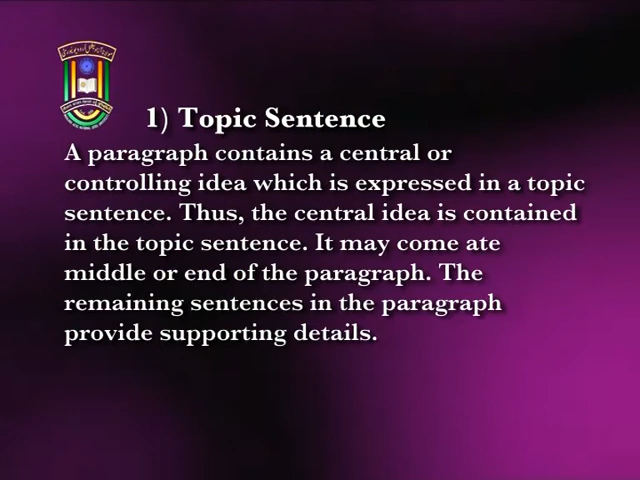 1) Topic Sentence
A paragraph contains a central or
controlling idea which is expressed in a topic
sentence. Thus, the central idea is contained
in the topic sentence. It may come ate
middle or end of the paragraph. The
remaining sentences in the paragraph
provide supporting details.